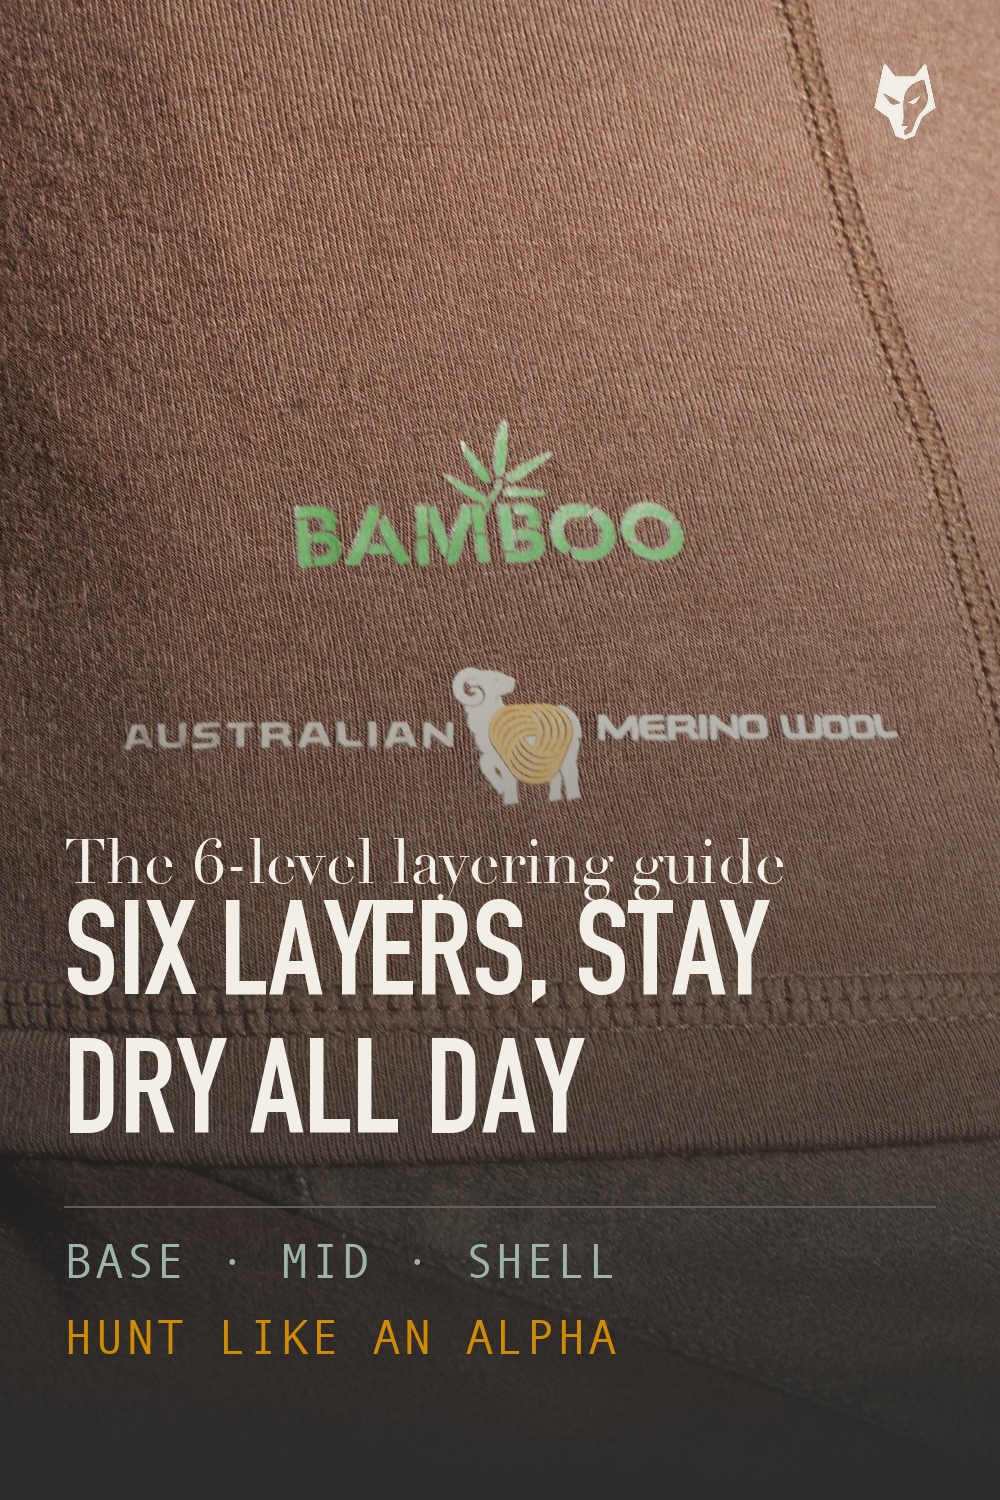 BAMBOO
AUSTRALIAN MERINO WOOL
The 6-level layering guide
SIX LAYERS, STAY
DRY ALL DAY
BASE · MID · SHELL
HUNT LIKE AN ALPHA